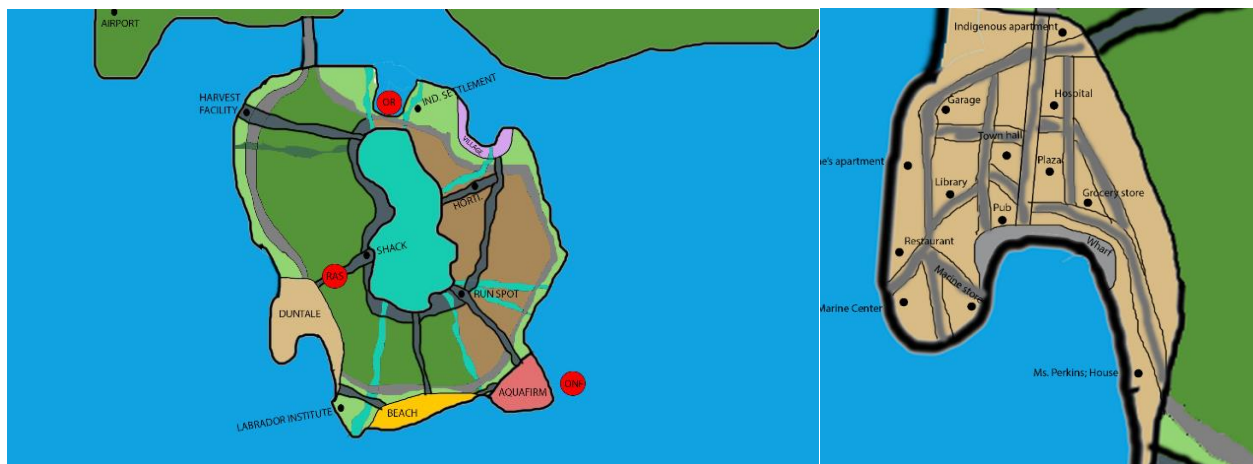 AIRPORT
HARVEST
FACILITY
OR
IND. SETTLEMENT
VILLAGE
HORTI.
SHACK
RAS
RUN SPOT
DUNTALE
AQUAFIRM
ONF
BEACH
LABRADOR INSTITUTE
Indigenous apartment
Garage
Hospital
Town hall
e's apartment
Plaza
Library
Grocery store
Pub
Restaurant
Wharf
Marine store
Marine Center
Ms. Perkins; House